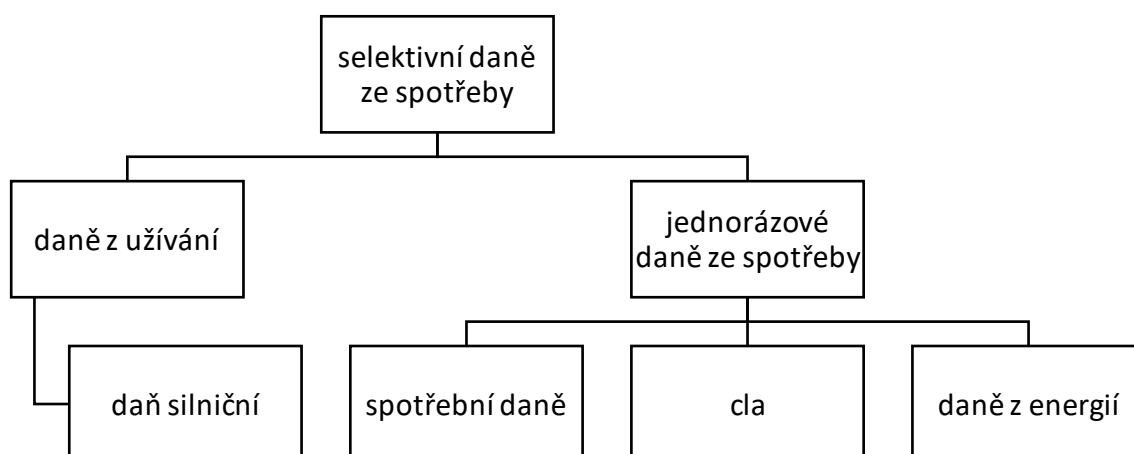 selektivní daně
ze spotřeby
daně z užívání
jednorázové
daně ze spotřeby
daň silniční
spotřební daně
cla
daně z energií